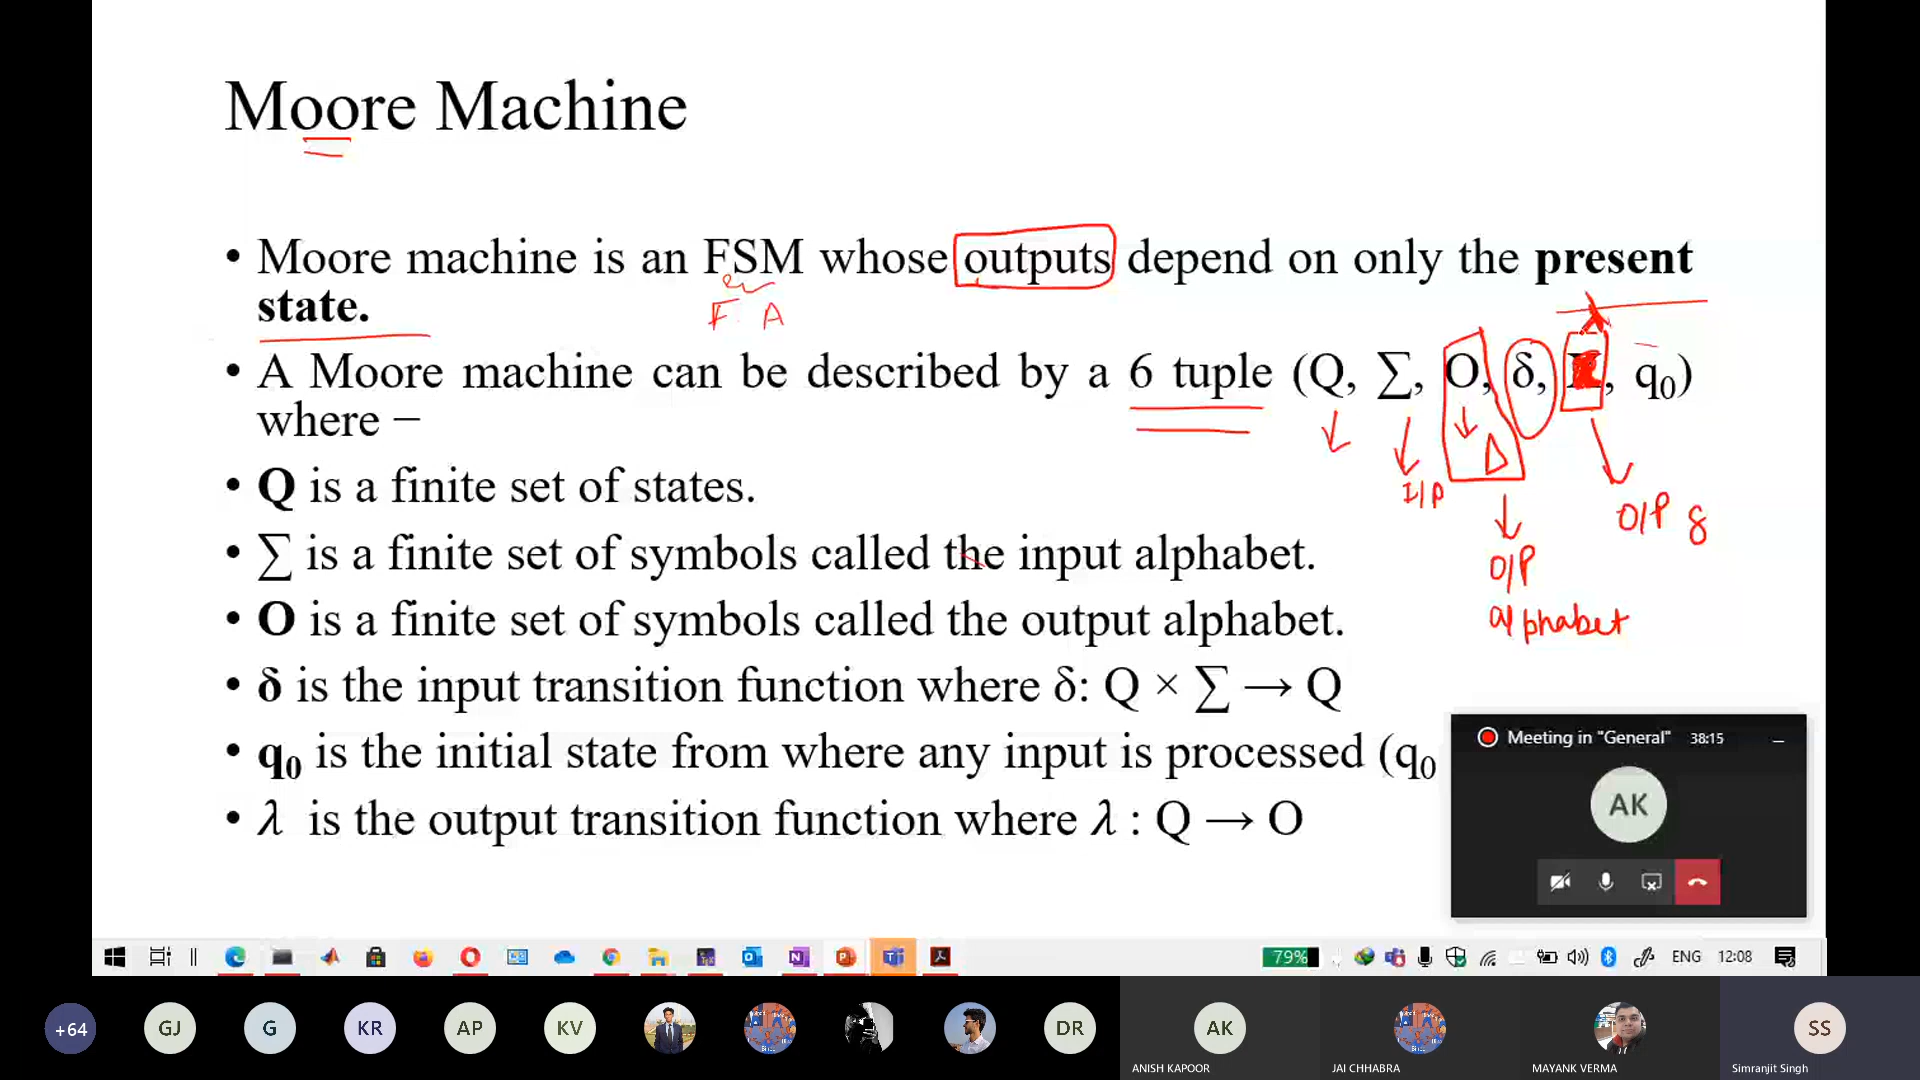 Moore Machine
• Moore machine is an FSM whose outputs depend on only the present
state.
F. A
• A Moore machine can be described by a 6 tuple (Q, ∑, O, δ, , q0)
where −
λ
Δ
I/P
O/P
alphabet
O/P
• Q is a finite set of states.
• ∑ is a finite set of symbols called the input alphabet.
• O is a finite set of symbols called the output alphabet.
• δ is the input transition function where δ: Q × ∑ → Q
• q0 is the initial state from where any input is processed (q0
• λ is the output transition function where λ : Q → O
Meeting in "General" 38:15
AK
79%
ENG 12:08
+64 GJ G KR AP KV DR AK SS
ANISH KAPOOR JAI CHHABRA MAYANK VERMA Simranjit Singh